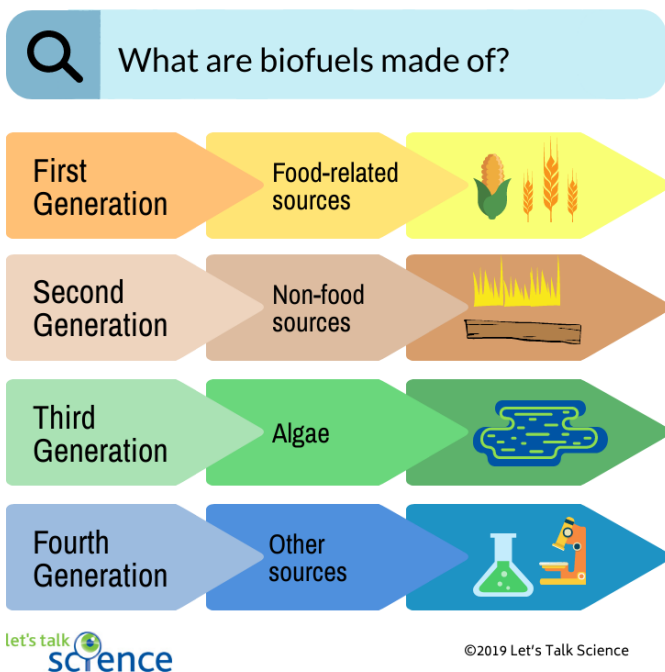 What are biofuels made of?
First
Generation
Food-related
sources
Second
Generation
Non-food
sources
Third
Generation
Algae
Fourth
Generation
Other
sources
let's talk
science
©2019 Let's Talk Science